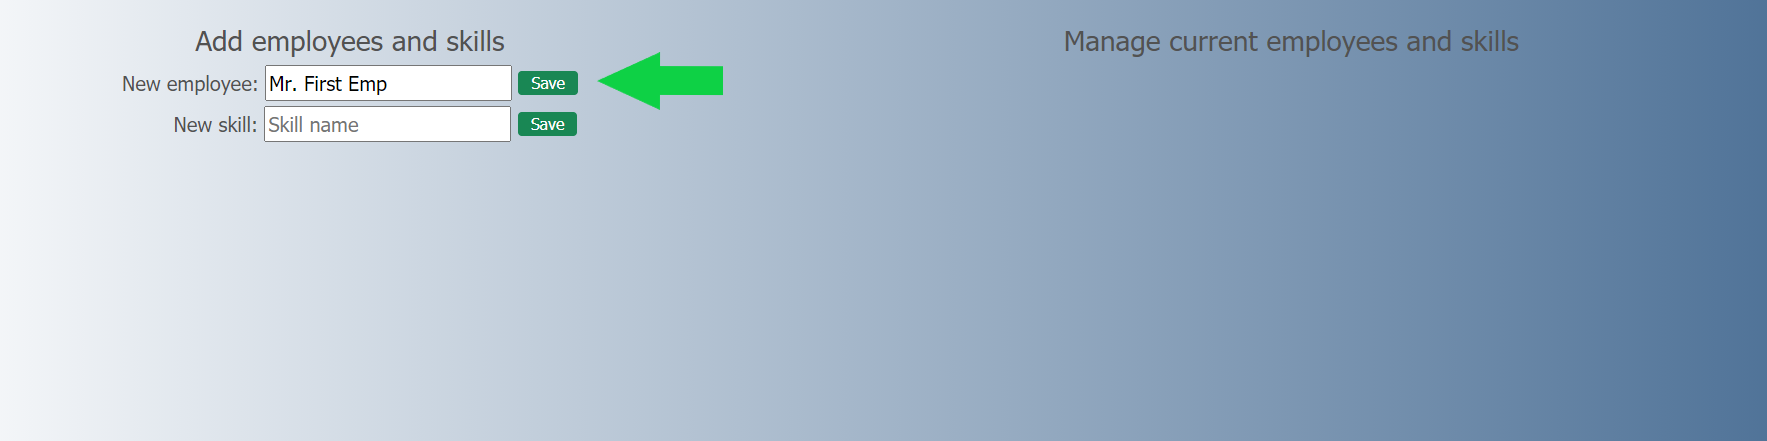 Add employees and skills
New employee: Mr. First Emp Save
New skill: Skill name Save
Manage current employees and skills